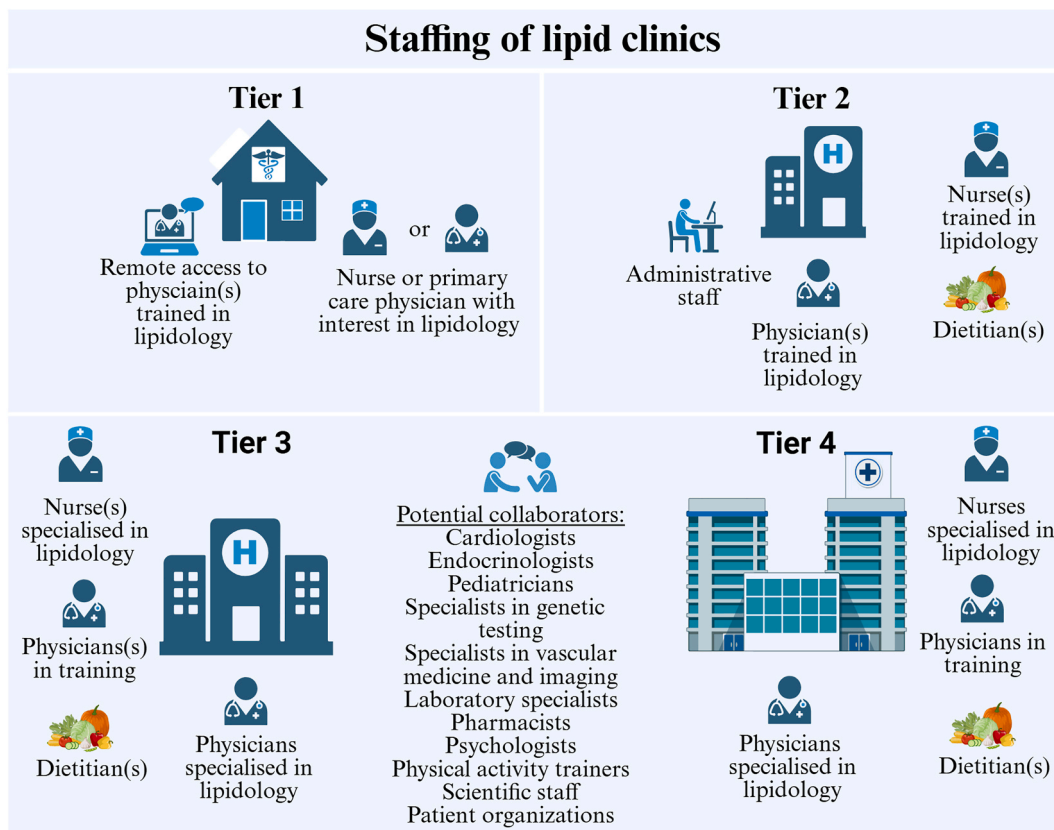 Staffing of lipid clinics
Tier 1
Remote access to
physciain(s)
trained in
lipidology
or
Nurse or primary
care physician with
interest in lipidology
Tier 2
H
Administrative
staff
Physician(s)
trained in
lipidology
Nurse(s)
trained in
lipidology
Dietitian(s)
Tier 3
H
Nurse(s)
specialised in
lipidology
Physicians(s)
in training
Dietitian(s)
Physicians
specialised in
lipidology
Potential collaborators:
Cardiologists
Endocrinologists
Pediatricians
Specialists in genetic
testing
Specialists in vascular
medicine and imaging
Laboratory specialists
Pharmacists
Psychologists
Physical activity trainers
Scientific staff
Patient organizations
Tier 4
Nurses
specialised in
lipidology
Physicians in
training
Physicians
specialised in
lipidology
Dietitian(s)